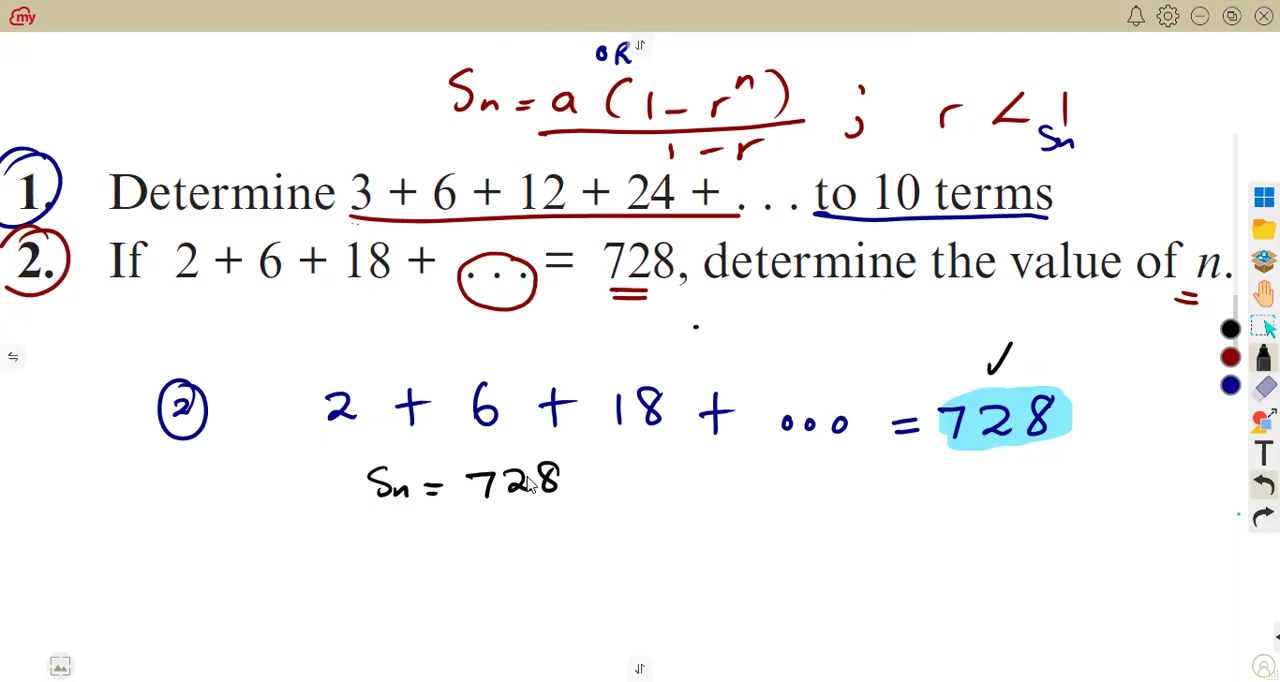 my
OR
Sn = a (1 - r^n) / 1 - r ; r < 1
Sn
1. Determine 3 + 6 + 12 + 24 + . . . to 10 terms
2. If 2 + 6 + 18 + . . . = 728, determine the value of n.
② 2 + 6 + 18 + ... = 728 ✓
Sn = 728
T